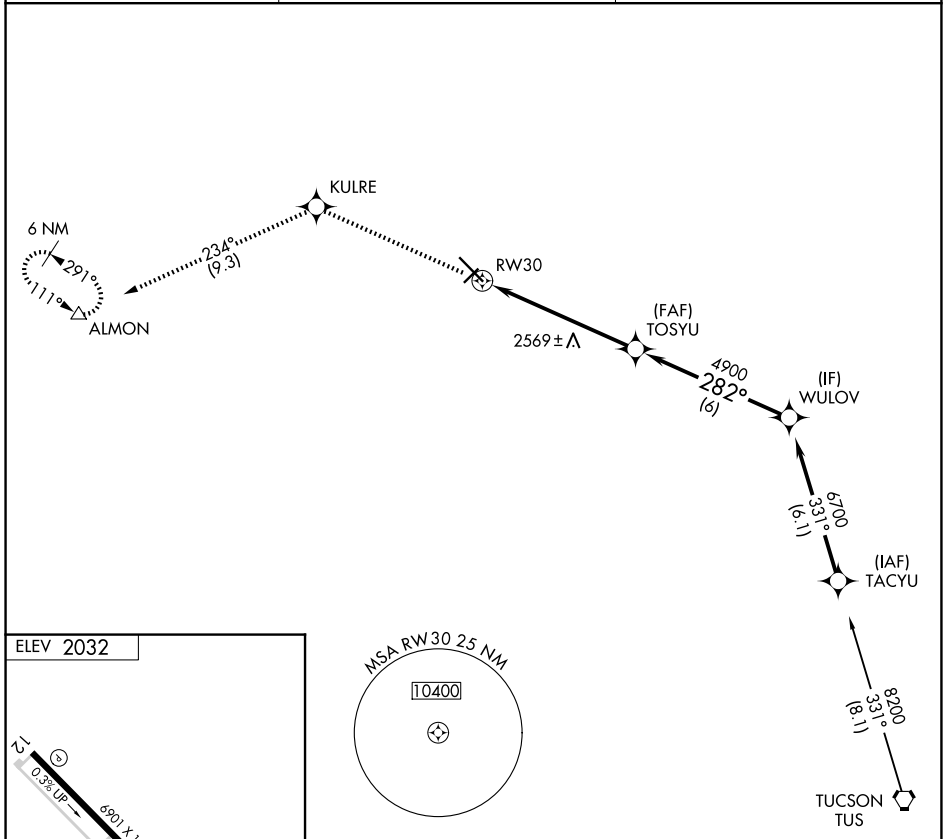 KULRE
6 NM
291°
111°
ALMON
234°
(9.3)
RW30
2569 ±
(FAF)
TOSYU
4900
282°
(6)
(IF)
WULOV
6700
331°
(6.1)
(IAF)
TACYU
8200
331°
(8.1)
TUCSON
TUS
MSA RW30 25 NM
10400
ELEV 2032
12
P
0.3% UP
6901 X 1